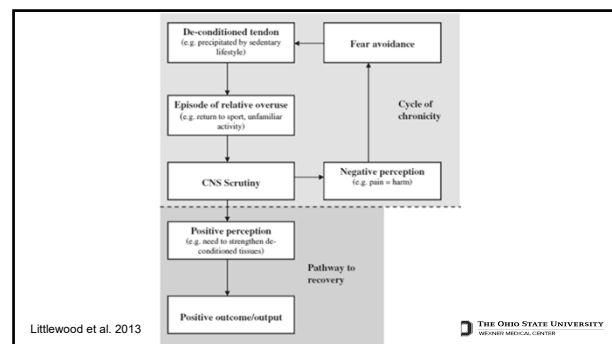 De-conditioned tendon
(e.g. precipitated by sedentary
lifestyle)
Fear avoidance
Episode of relative overuse
(e.g. return to sport, unfamiliar
activity)
Cycle of
chronicity
CNS Scrutiny
Negative perception
(e.g. pain = harm)
Positive perception
(e.g. need to strengthen de-
conditioned tissues)
Pathway to
recovery
Positive outcome/output
Littlewood et al. 2013
THE OHIO STATE UNIVERSITY
WEXNER MEDICAL CENTER